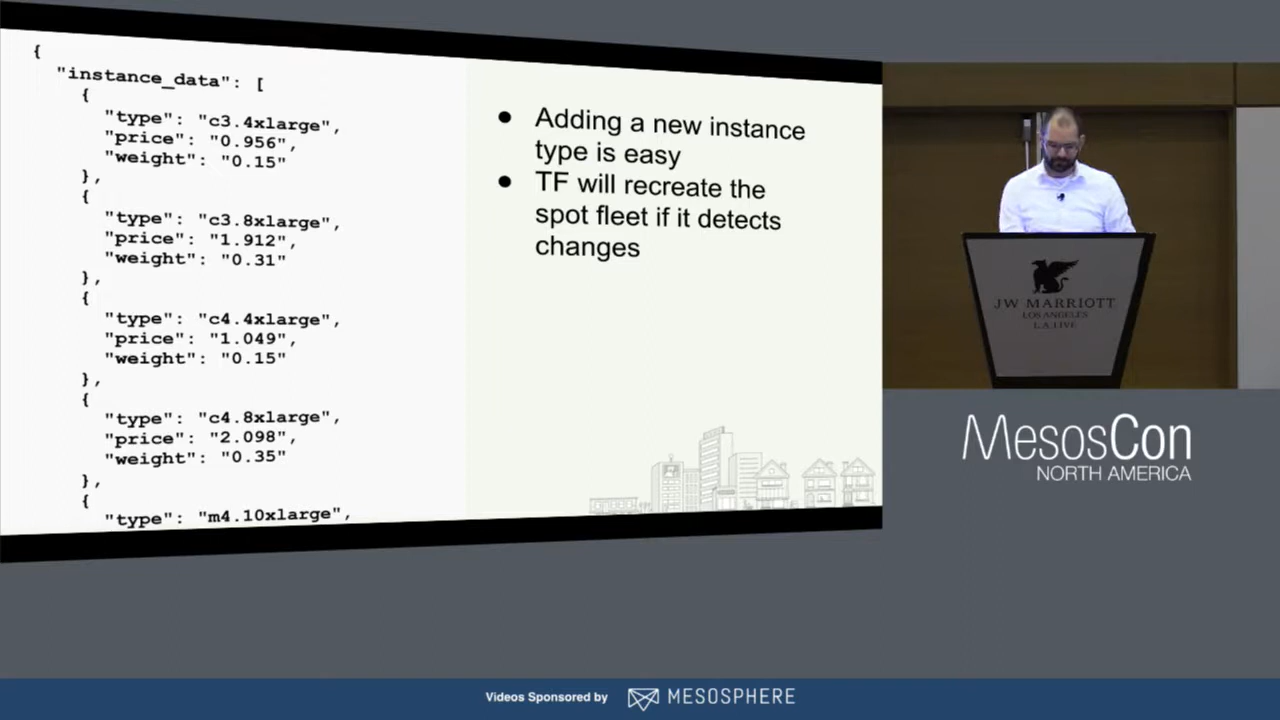 {
"instance_data": [
{
"type": "c3.4xlarge",
"price": "0.956",
"weight": "0.15"
},
{
"type": "c3.8xlarge",
"price": "1.912",
"weight": "0.31"
},
{
"type": "c4.4xlarge",
"price": "1.049",
"weight": "0.15"
},
{
"type": "c4.8xlarge",
"price": "2.098",
"weight": "0.35"
},
{
"type": "m4.10xlarge",
● Adding a new instance
type is easy
● TF will recreate the
spot fleet if it detects
changes
JW MARRIOTT
LOS ANGELES
L.A. LIVE
MesosCon
NORTH AMERICA
Videos Sponsored by MESOSPHERE